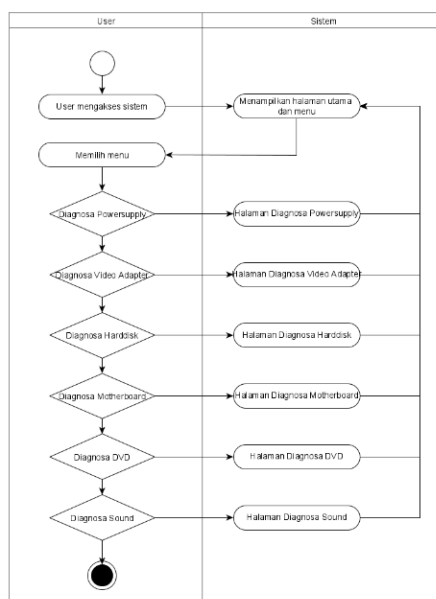 User
Sistem
User mengakses sistem
Menampilkan halaman utama
dan menu
Memilih menu
Diagnosa Powersupply
Halaman Diagnosa Powersupply
Diagnosa Video Adapter
Halaman Diagnosa Video Adapter
Diagnosa Harddisk
Halaman Diagnosa Harddisk
Diagnosa Motherboard
Halaman Diagnosa Motherboard
Diagnosa DVD
Halaman Diagnosa DVD
Diagnosa Sound
Halaman Diagnosa Sound